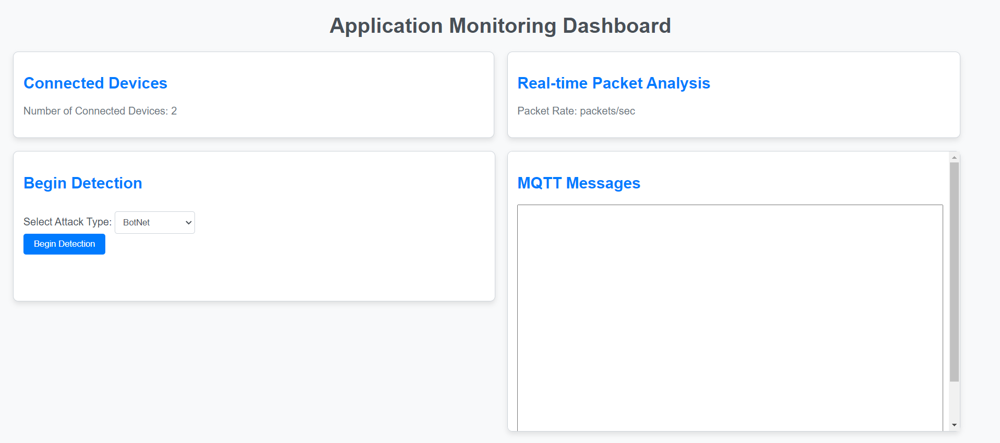 Application Monitoring Dashboard
Connected Devices
Number of Connected Devices: 2
Real-time Packet Analysis
Packet Rate: packets/sec
Begin Detection
Select Attack Type: BotNet
Begin Detection
MQTT Messages